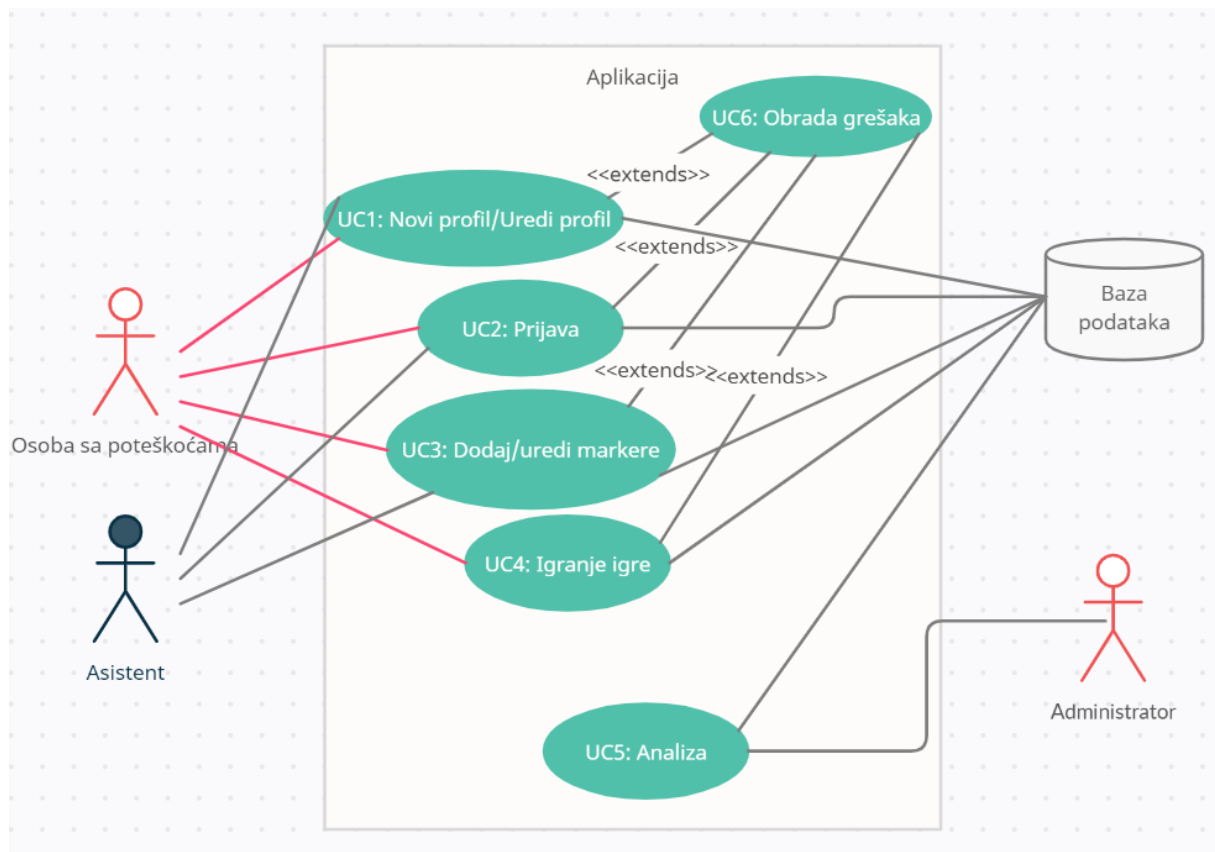 Aplikacija
UC6: Obrada grešaka
<<extends>>
UC1: Novi profil/Uredi profil
<<extends>>
Baza
podataka
UC2: Prijava
<<extends>>
<<extends>>
Osoba sa poteškoćama
UC3: Dodaj/uredi markere
UC4: Igranje igre
Asistent
Administrator
UC5: Analiza